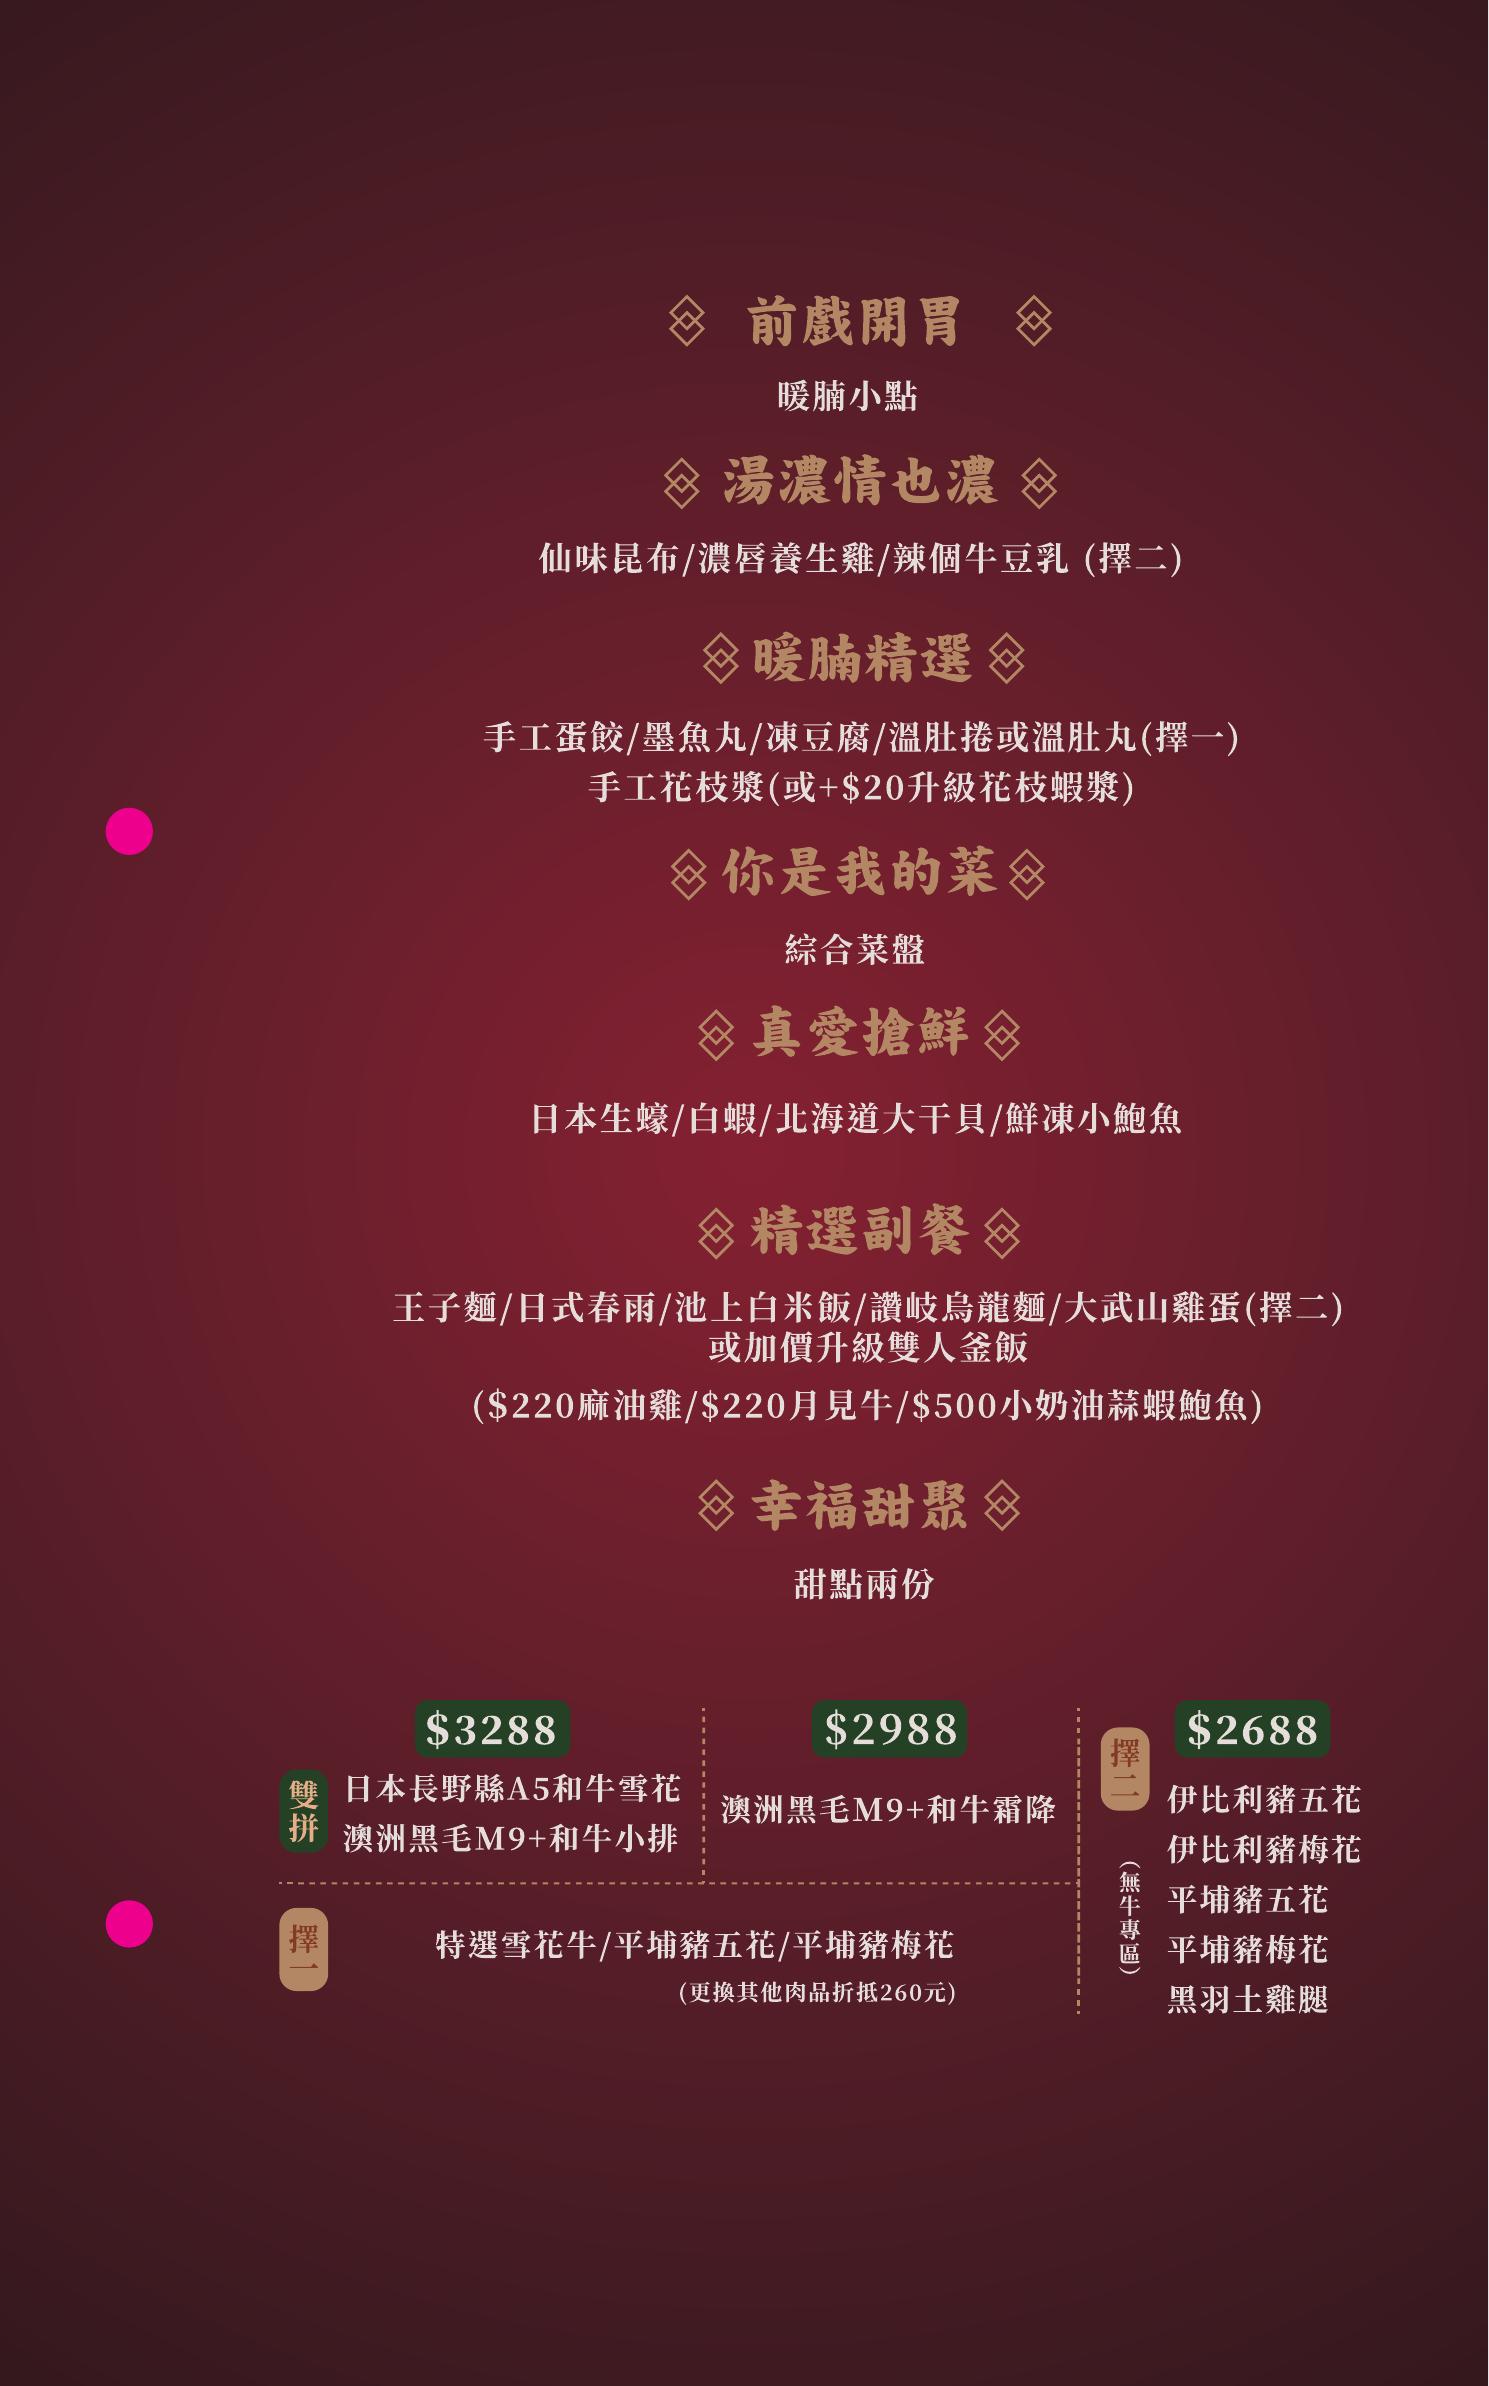 前戲開胃
暖腩小點
湯濃情也濃
仙味昆布/濃唇養生雞/辣個牛豆乳 (擇二)
暖腩精選
手工蛋餃/墨魚丸/凍豆腐/溫肚捲或溫肚丸(擇一)
手工花枝漿(或+$20升級花枝蝦漿)
你是我的菜
綜合菜盤
真愛搶鮮
日本生蠔/白蝦/北海道大干貝/鮮凍小鮑魚
精選副餐
王子麵/日式春雨/池上白米飯/讚岐烏龍麵/大武山雞蛋(擇二)
或加價升級雙人釜飯
($220麻油雞/$220月見牛/$500小奶油蒜蝦鮑魚)
幸福甜聚
甜點兩份
$3288
雙拼
日本長野縣A5和牛雪花
澳洲黑毛M9+和牛小排
$2988
澳洲黑毛M9+和牛霜降
擇一
特選雪花牛/平埔豬五花/平埔豬梅花
(更換其他肉品折抵260元)
$2688
擇二
(無牛專區)
伊比利豬五花
伊比利豬梅花
平埔豬五花
平埔豬梅花
黑羽土雞腿